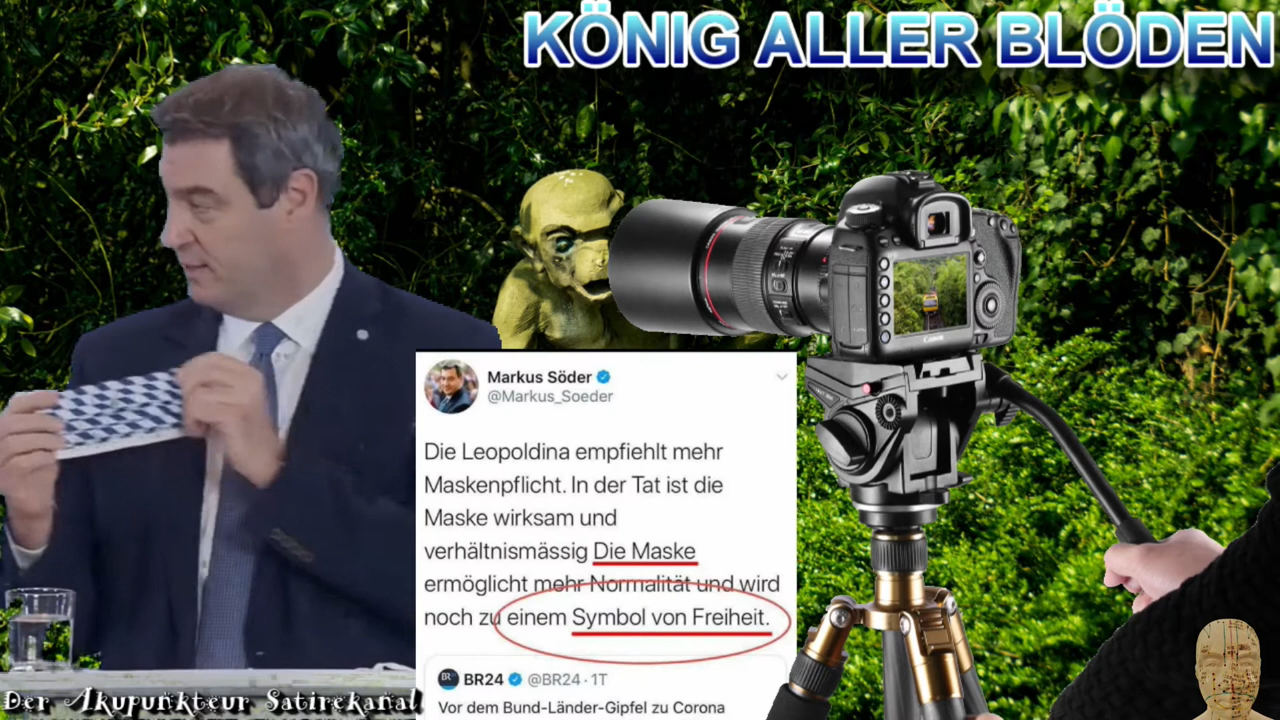 KÖNIG ALLER BLÖDEN
Markus Söder
@Markus_Soeder
Die Leopoldina empfiehlt mehr
Maskenpflicht. In der Tat ist die
Maske wirksam und
verhältnismässig Die Maske
ermöglicht mehr Normalität und wird
noch zu einem Symbol von Freiheit.
BR24 @BR24 · 1T
Vor dem Bund-Länder-Gipfel zu Corona
Canon
Der Akupunkteur Satirekanal